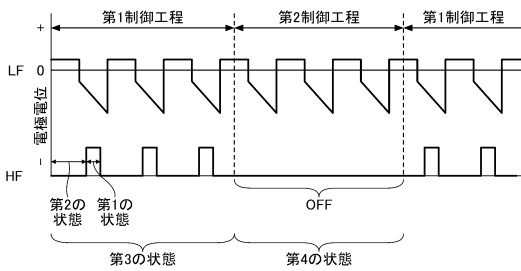 第1制御工程
第2制御工程
第1制御工程
+
LF
0
電極電位
−
HF
第2の
状態
第1の
状態
OFF
第3の状態
第4の状態